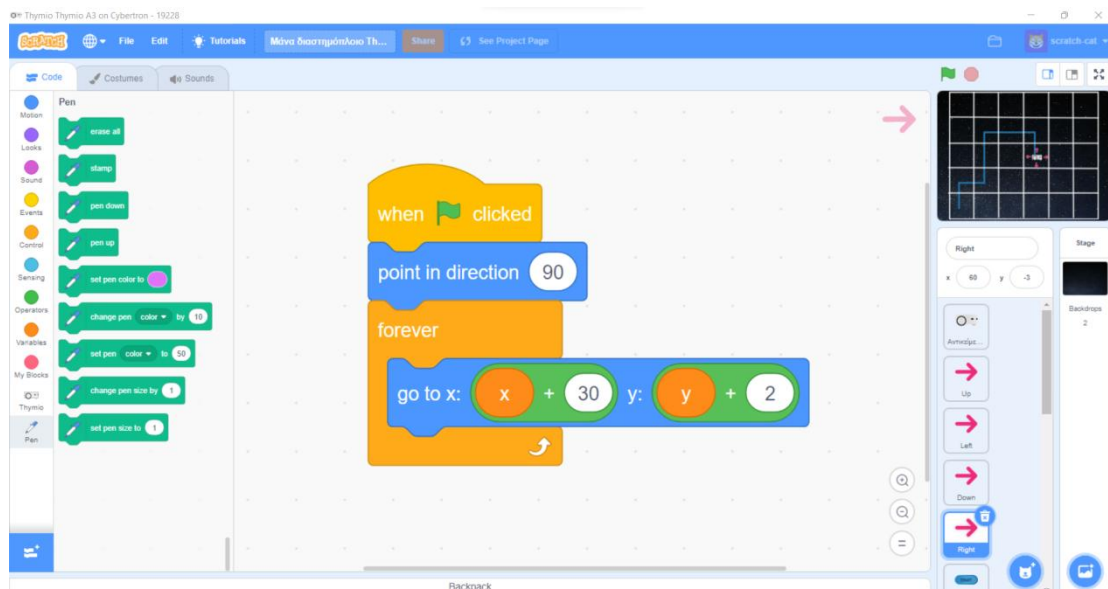 Thymio Thymio A3 on Cybertron - 19228
SCRATCH File Edit Tutorials Μάνα διαστημόπλοιο Th... Share See Project Page scratch-cat
Code Costumes Sounds
Motion
Looks
Sound
Events
Control
Sensing
Operators
Variables
My Blocks
Thymio
Pen
Pen
erase all
stamp
pen down
pen up
set pen color to
change pen color by 10
set pen color to 50
change pen size by 1
set pen size to 1
when clicked
point in direction 90
forever
go to x: x + 30 y: y + 2
Right
x 60 y -3
Αντικείμε...
Up
Left
Down
Right
Stage
Backdrops
2
Backpack